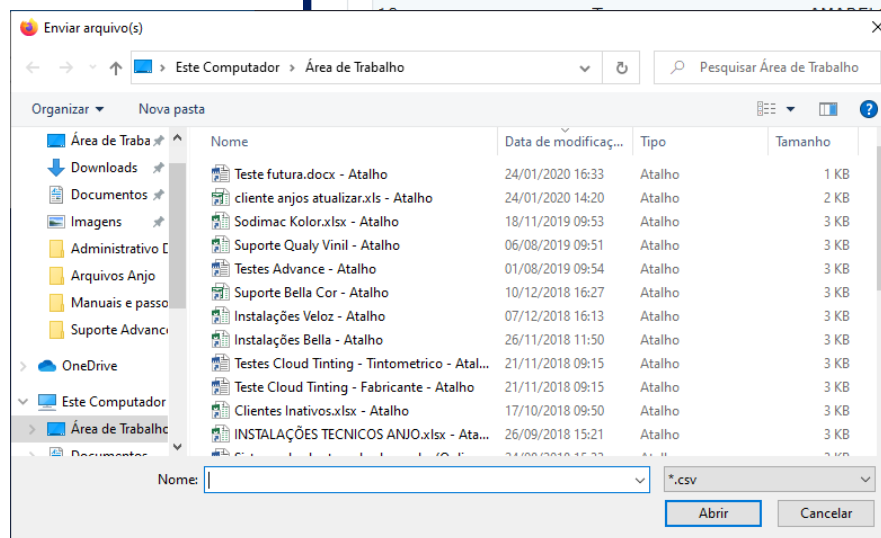 Enviar arquivo(s)
Este Computador > Área de Trabalho
Pesquisar Área de Trabalho
Organizar
Nova pasta
Área de Traba
Downloads
Documentos
Imagens
Administrativo D
Arquivos Anjo
Manuais e passo
Suporte Advance
OneDrive
Este Computador
Área de Trabalho
Documentos
Nome Data de modificaç... Tipo Tamanho
Teste futura.docx - Atalho 24/01/2020 16:33 Atalho 1 KB
cliente anjos atualizar.xls - Atalho 24/01/2020 14:20 Atalho 2 KB
Sodimac Kolor.xlsx - Atalho 18/11/2019 09:53 Atalho 3 KB
Suporte Qualy Vinil - Atalho 06/08/2019 09:51 Atalho 3 KB
Testes Advance - Atalho 01/08/2019 09:54 Atalho 3 KB
Suporte Bella Cor - Atalho 10/12/2018 16:27 Atalho 3 KB
Instalações Veloz - Atalho 07/12/2018 16:13 Atalho 3 KB
Instalações Bella - Atalho 26/11/2018 11:50 Atalho 3 KB
Testes Cloud Tinting - Tintometrico - Atal... 21/11/2018 09:15 Atalho 3 KB
Teste Cloud Tinting - Fabricante - Atalho 21/11/2018 09:15 Atalho 3 KB
Clientes Inativos.xlsx - Atalho 17/10/2018 09:50 Atalho 3 KB
INSTALAÇÕES TECNICOS ANJO.xlsx - Ata... 26/09/2018 15:21 Atalho 3 KB
Nome:
*.csv
Abrir
Cancelar